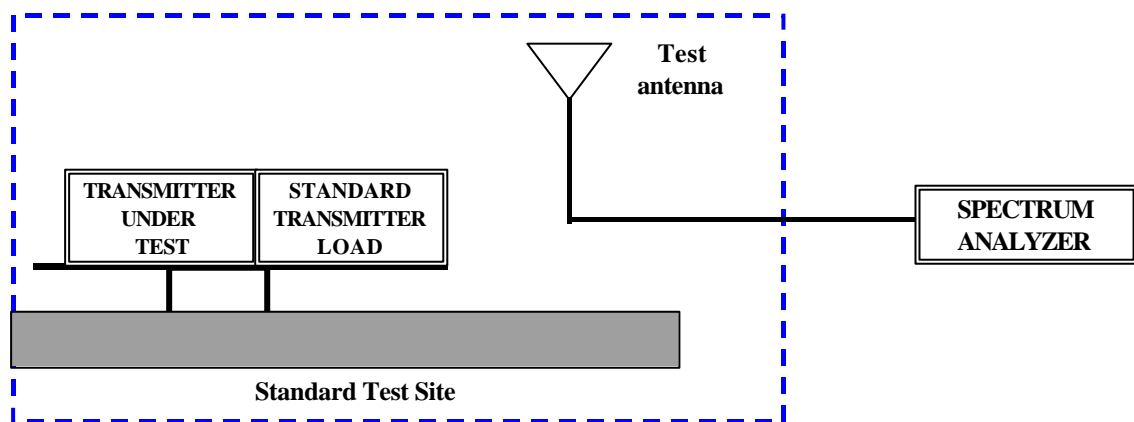 Test
antenna
TRANSMITTER
UNDER
TEST
STANDARD
TRANSMITTER
LOAD
SPECTRUM
ANALYZER
Standard Test Site